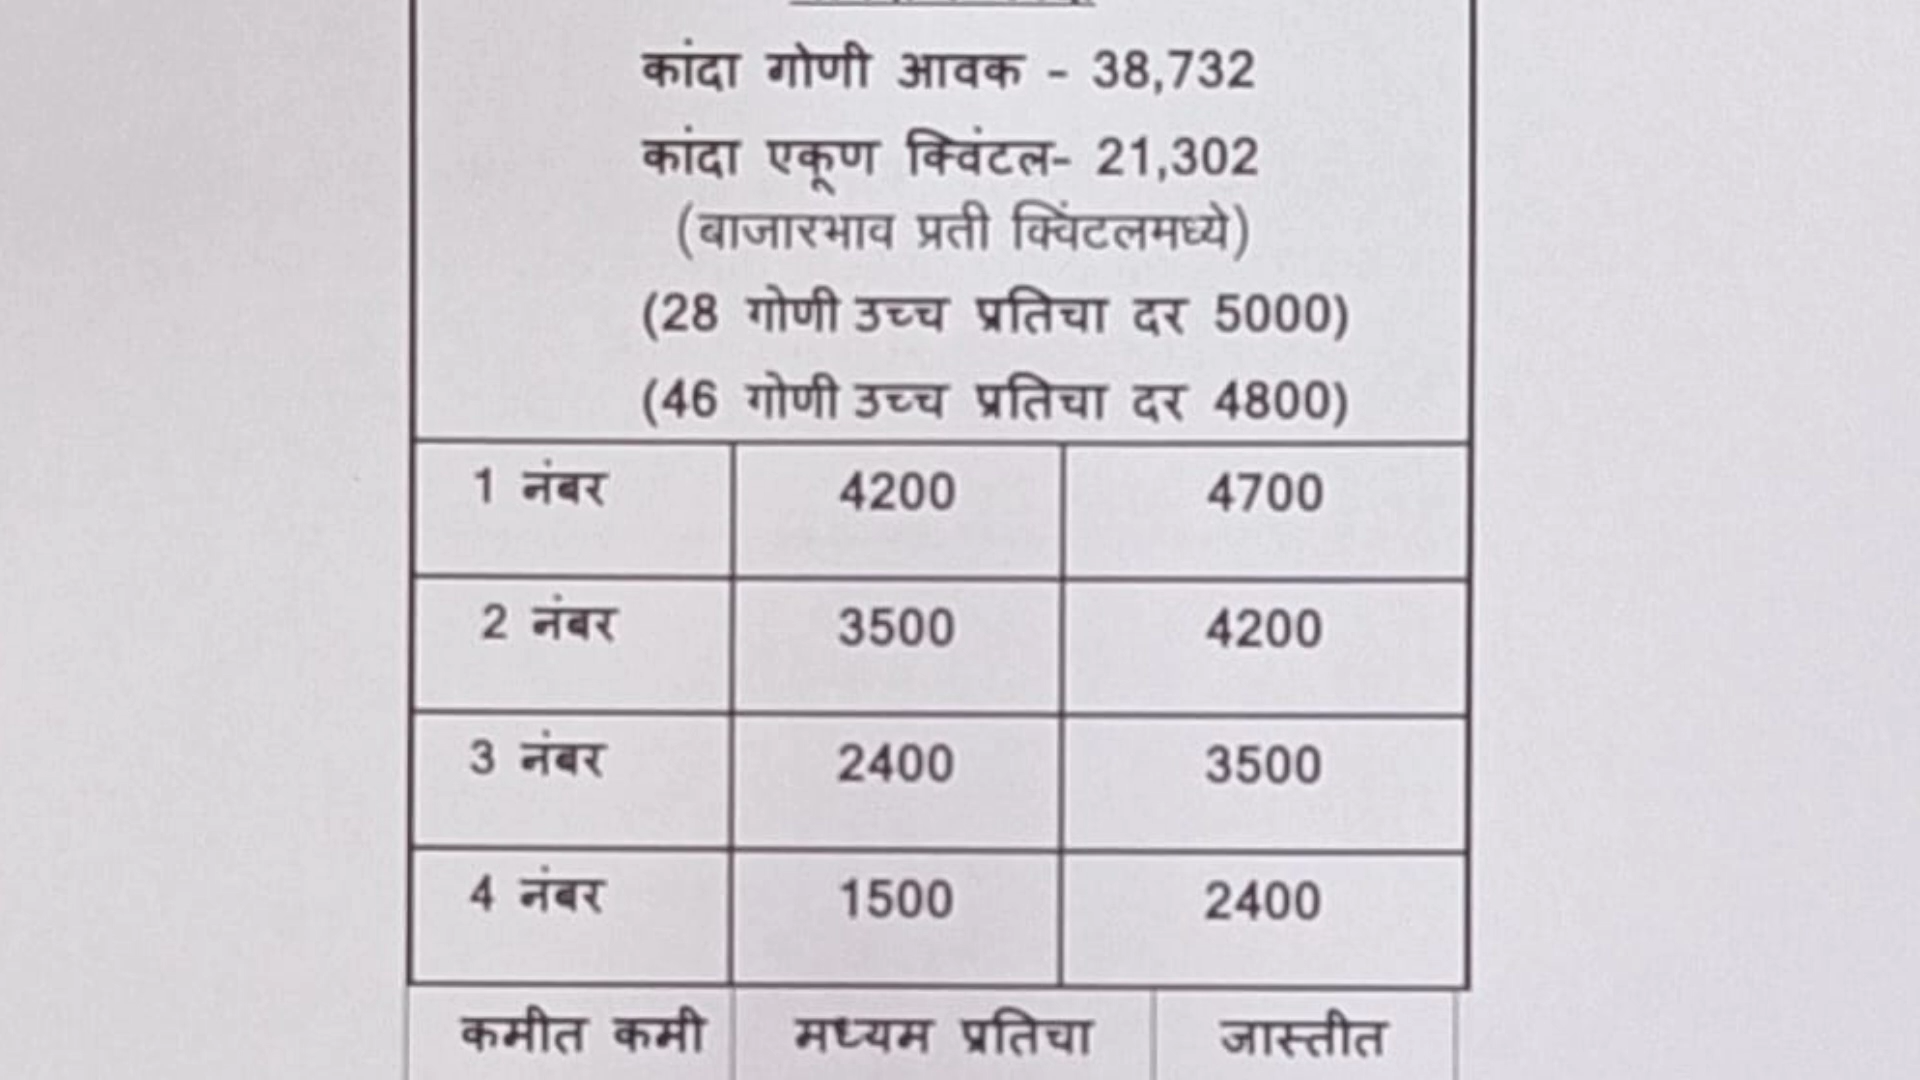 कांदा गोणी आवक - 38,732
कांदा एकूण क्विंटल- 21,302
(बाजारभाव प्रती क्विंटलमध्ये)
(28 गोणी उच्च प्रतिचा दर 5000)
(46 गोणी उच्च प्रतिचा दर 4800)
1 नंबर 4200 4700
2 नंबर 3500 4200
3 नंबर 2400 3500
4 नंबर 1500 2400
कमीत कमी मध्यम प्रतिचा जास्तीत